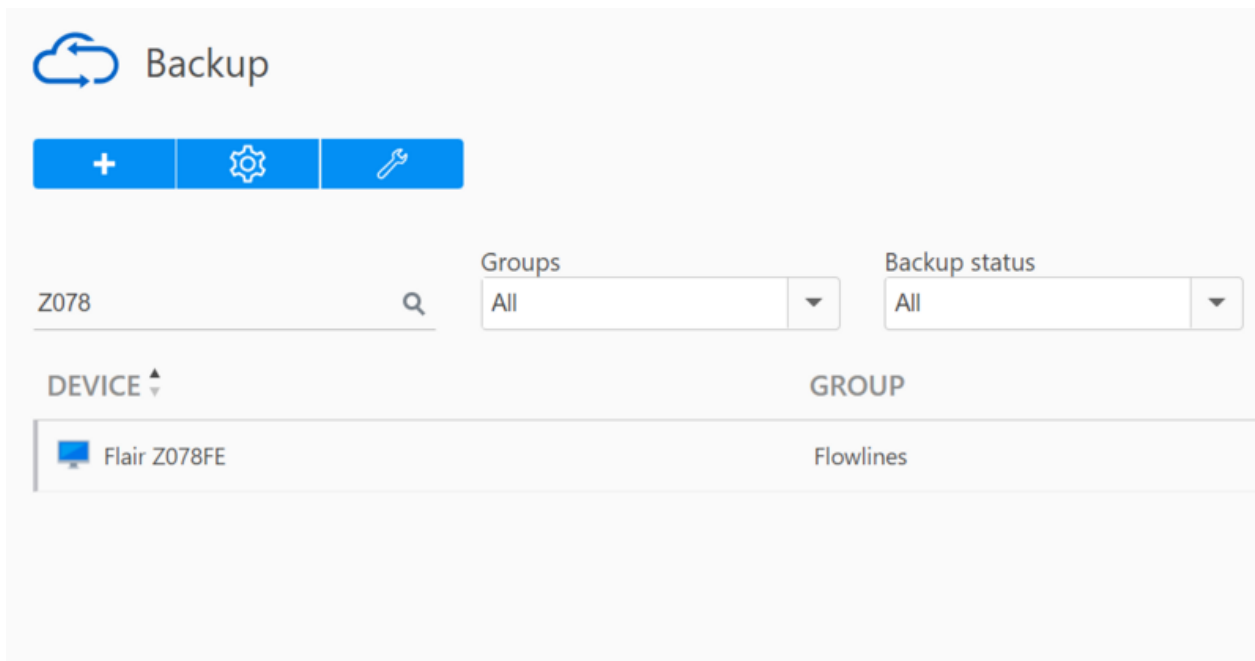 Backup
Groups
Backup status
Z078
All
All
DEVICE
GROUP
Flair Z078FE
Flowlines